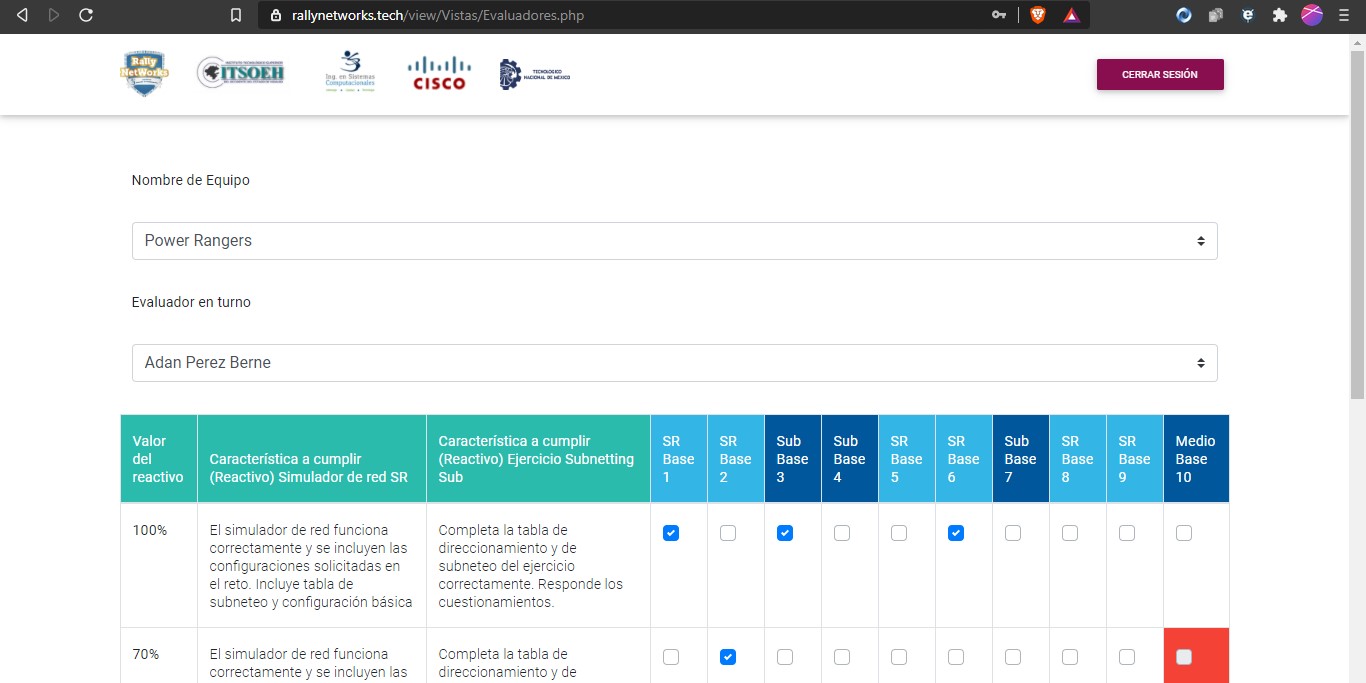 rallynetworks.tech/view/Vistas/Evaluadores.php
Rally
NetWorks
ITSOEH
Ing. en Sistemas
Computacionales
CISCO
TECNOLÓGICO
NACIONAL DE MÉXICO
CERRAR SESIÓN
Nombre de Equipo
Power Rangers
Evaluador en turno
Adan Perez Berne
Valor
del
reactivo
Característica a cumplir
(Reactivo) Simulador de red SR
Característica a cumplir
(Reactivo) Ejercicio Subnetting
Sub
SR
Base
1
SR
Base
2
Sub
Base
3
Sub
Base
4
SR
Base
5
SR
Base
6
Sub
Base
7
SR
Base
8
SR
Base
9
Medio
Base
10
100%
El simulador de red funciona
correctamente y se incluyen las
configuraciones solicitadas en
el reto. Incluye tabla de
subneteo y configuración básica
Completa la tabla de
direccionamiento y de
subneteo del ejercicio
correctamente. Responde los
cuestionamientos.
70%
El simulador de red funciona
correctamente y se incluyen las
Completa la tabla de
direccionamiento y de